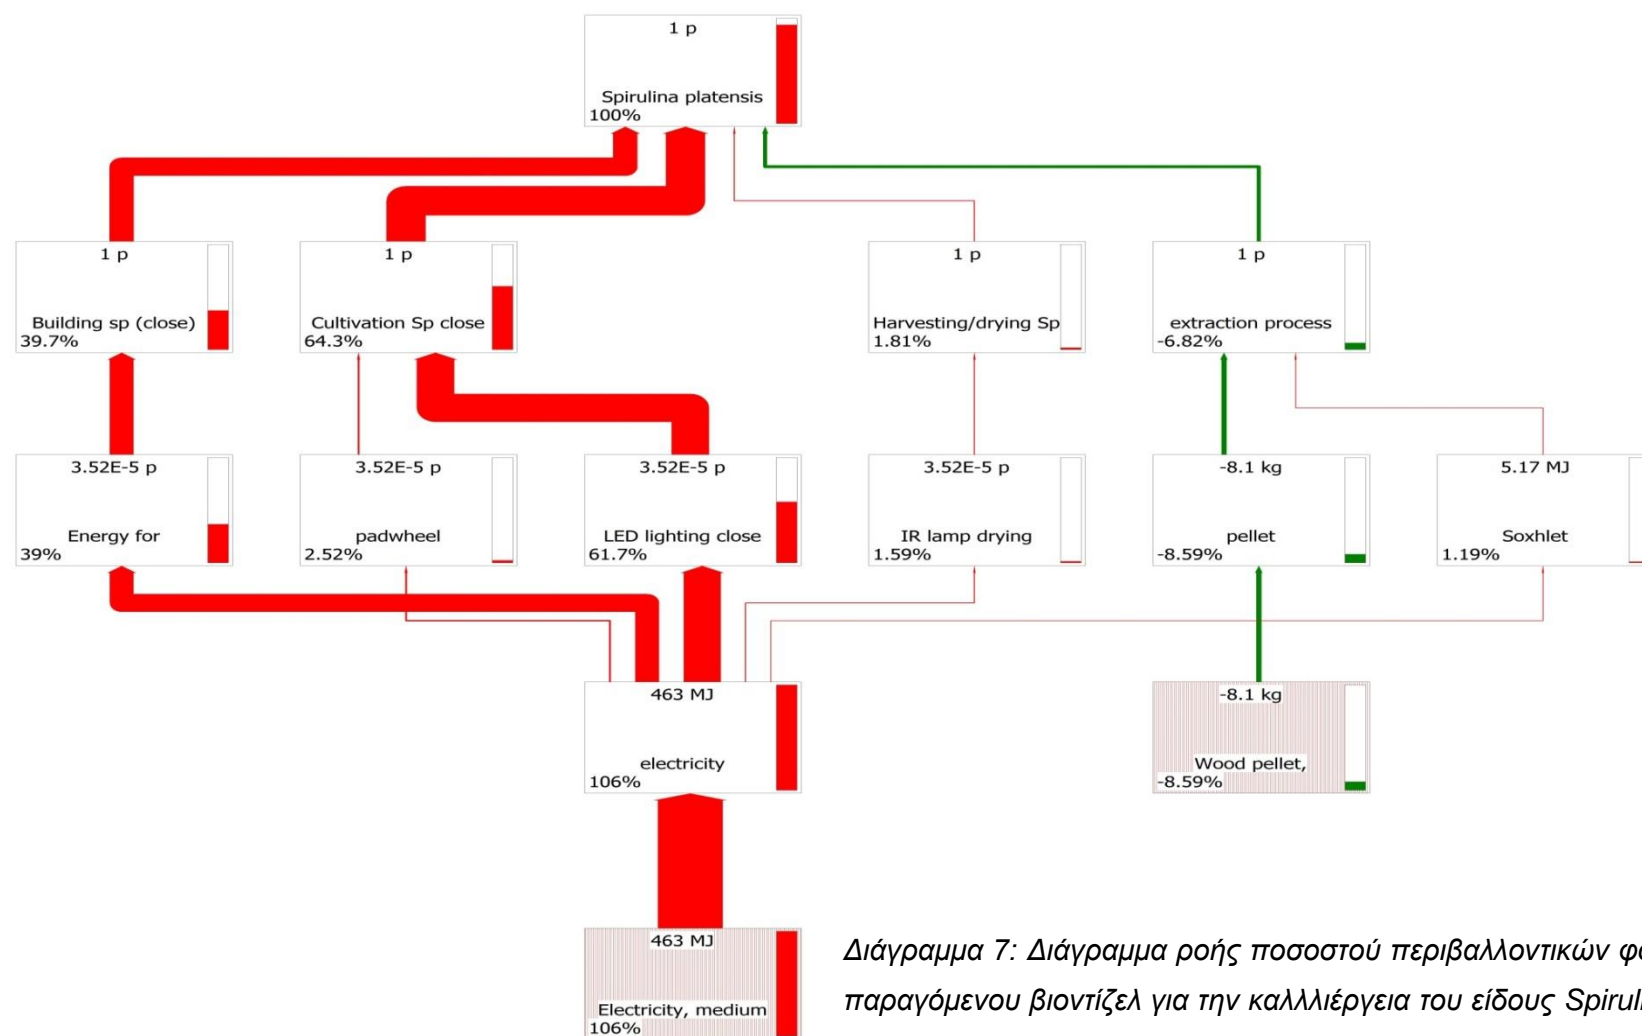 1 p
Spirulina platensis
100%
1 p
Building sp (close)
39.7%
1 p
Cultivation Sp close
64.3%
1 p
Harvesting/drying Sp
1.81%
1 p
extraction process
-6.82%
3.52E-5 p
Energy for
39%
3.52E-5 p
padwheel
2.52%
3.52E-5 p
LED lighting close
61.7%
3.52E-5 p
IR lamp drying
1.59%
-8.1 kg
pellet
-8.59%
5.17 MJ
Soxhlet
1.19%
463 MJ
electricity
106%
-8.1 kg
Wood pellet,
-8.59%
463 MJ
Electricity, medium
106%
Διάγραμμα 7: Διάγραμμα ροής ποσοστού περιβαλλοντικών
παραγόμενου βιοντίζελ για την καλλλιέργεια του είδους